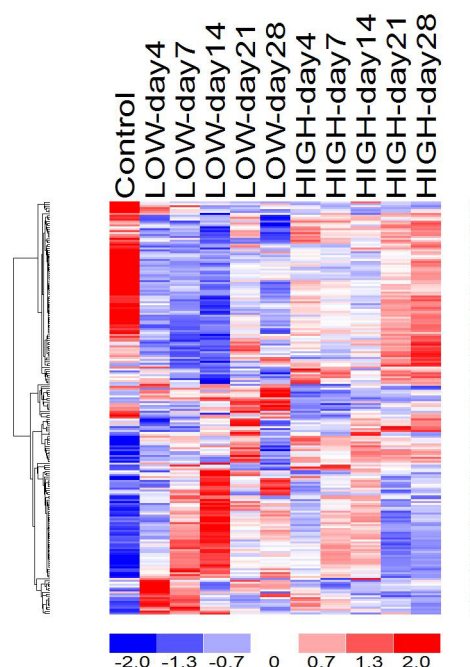 Control
LOW-day4
LOW-day7
LOW-day14
LOW-day21
LOW-day28
HIGH-day4
HIGH-day7
HIGH-day14
HIGH-day21
HIGH-day28
-2.0 -1.3 -0.7 0 0.7 1.3 2.0